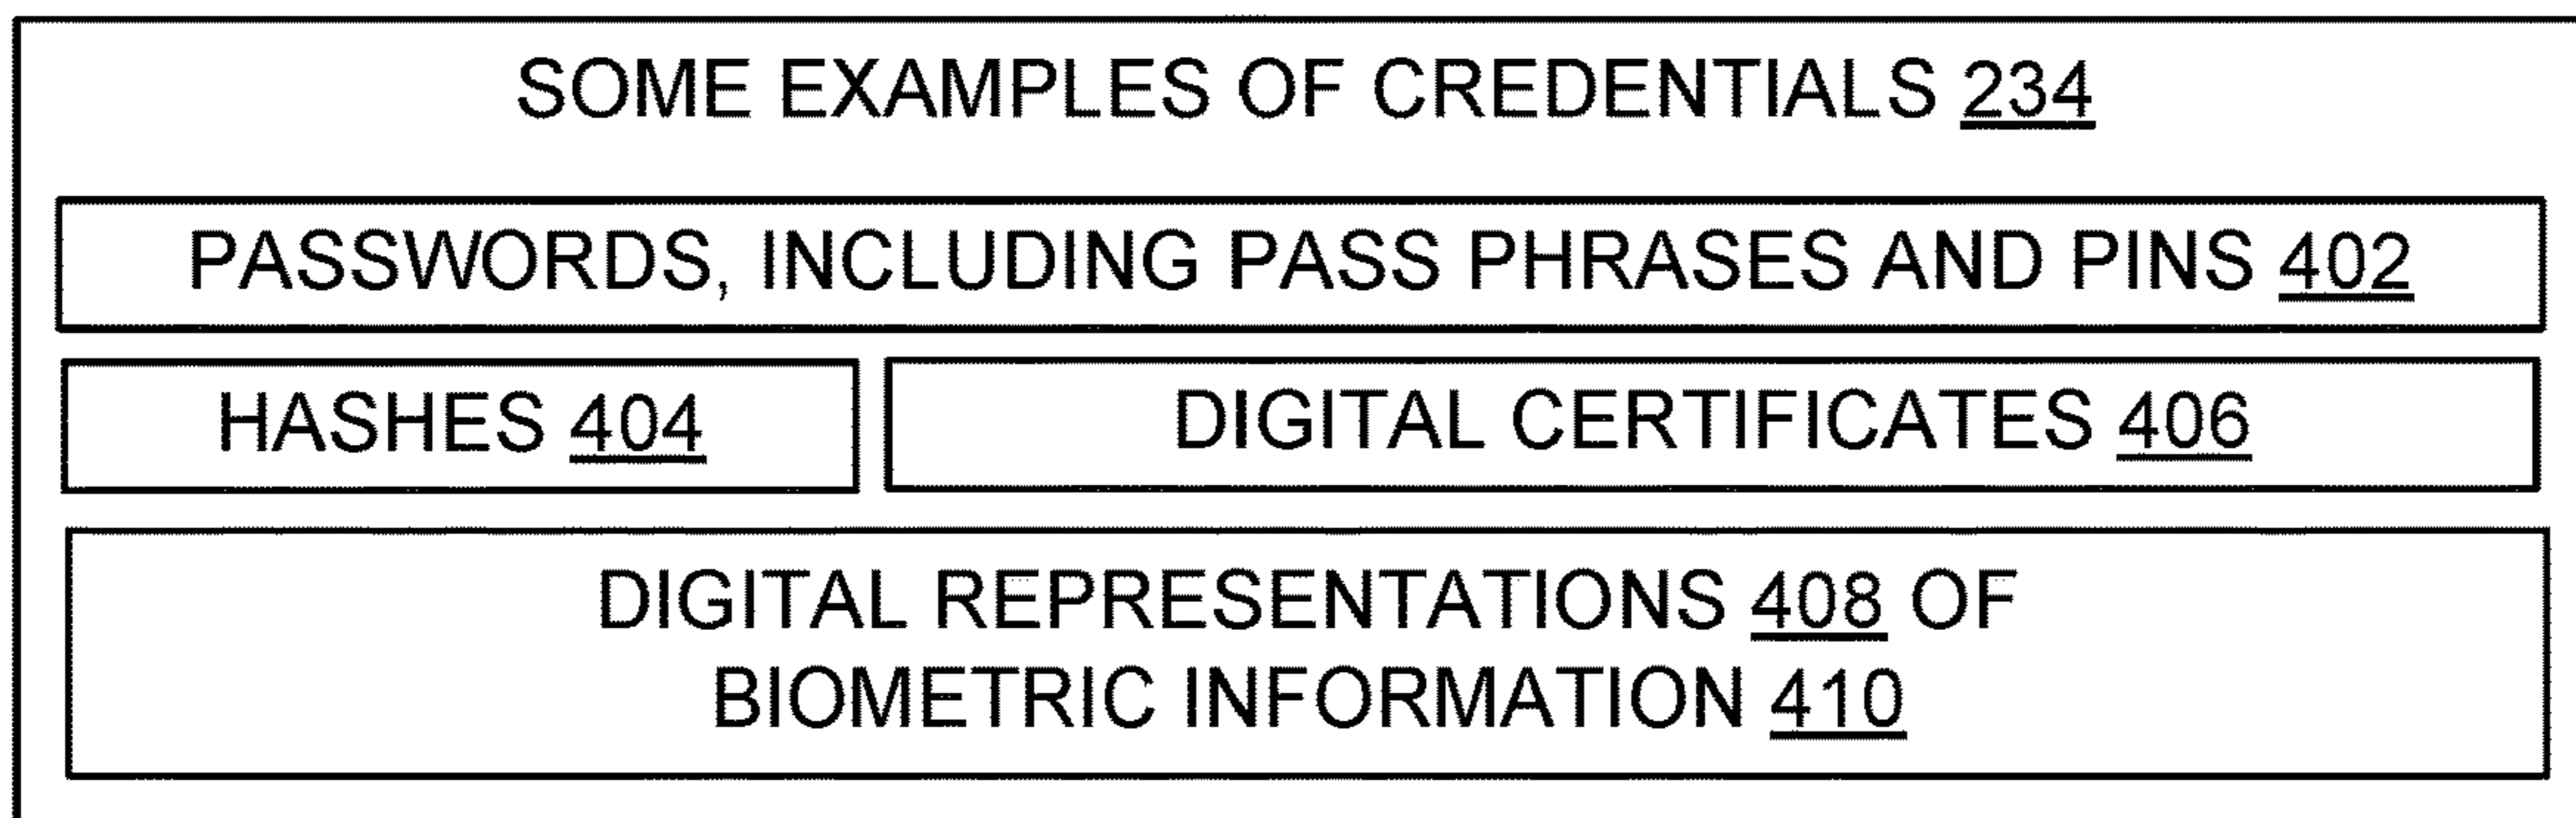 SOME EXAMPLES OF CREDENTIALS 234
PASSWORDS, INCLUDING PASS PHRASES AND PINS 402
HASHES 404
DIGITAL CERTIFICATES 406
DIGITAL REPRESENTATIONS 408 OF
BIOMETRIC INFORMATION 410